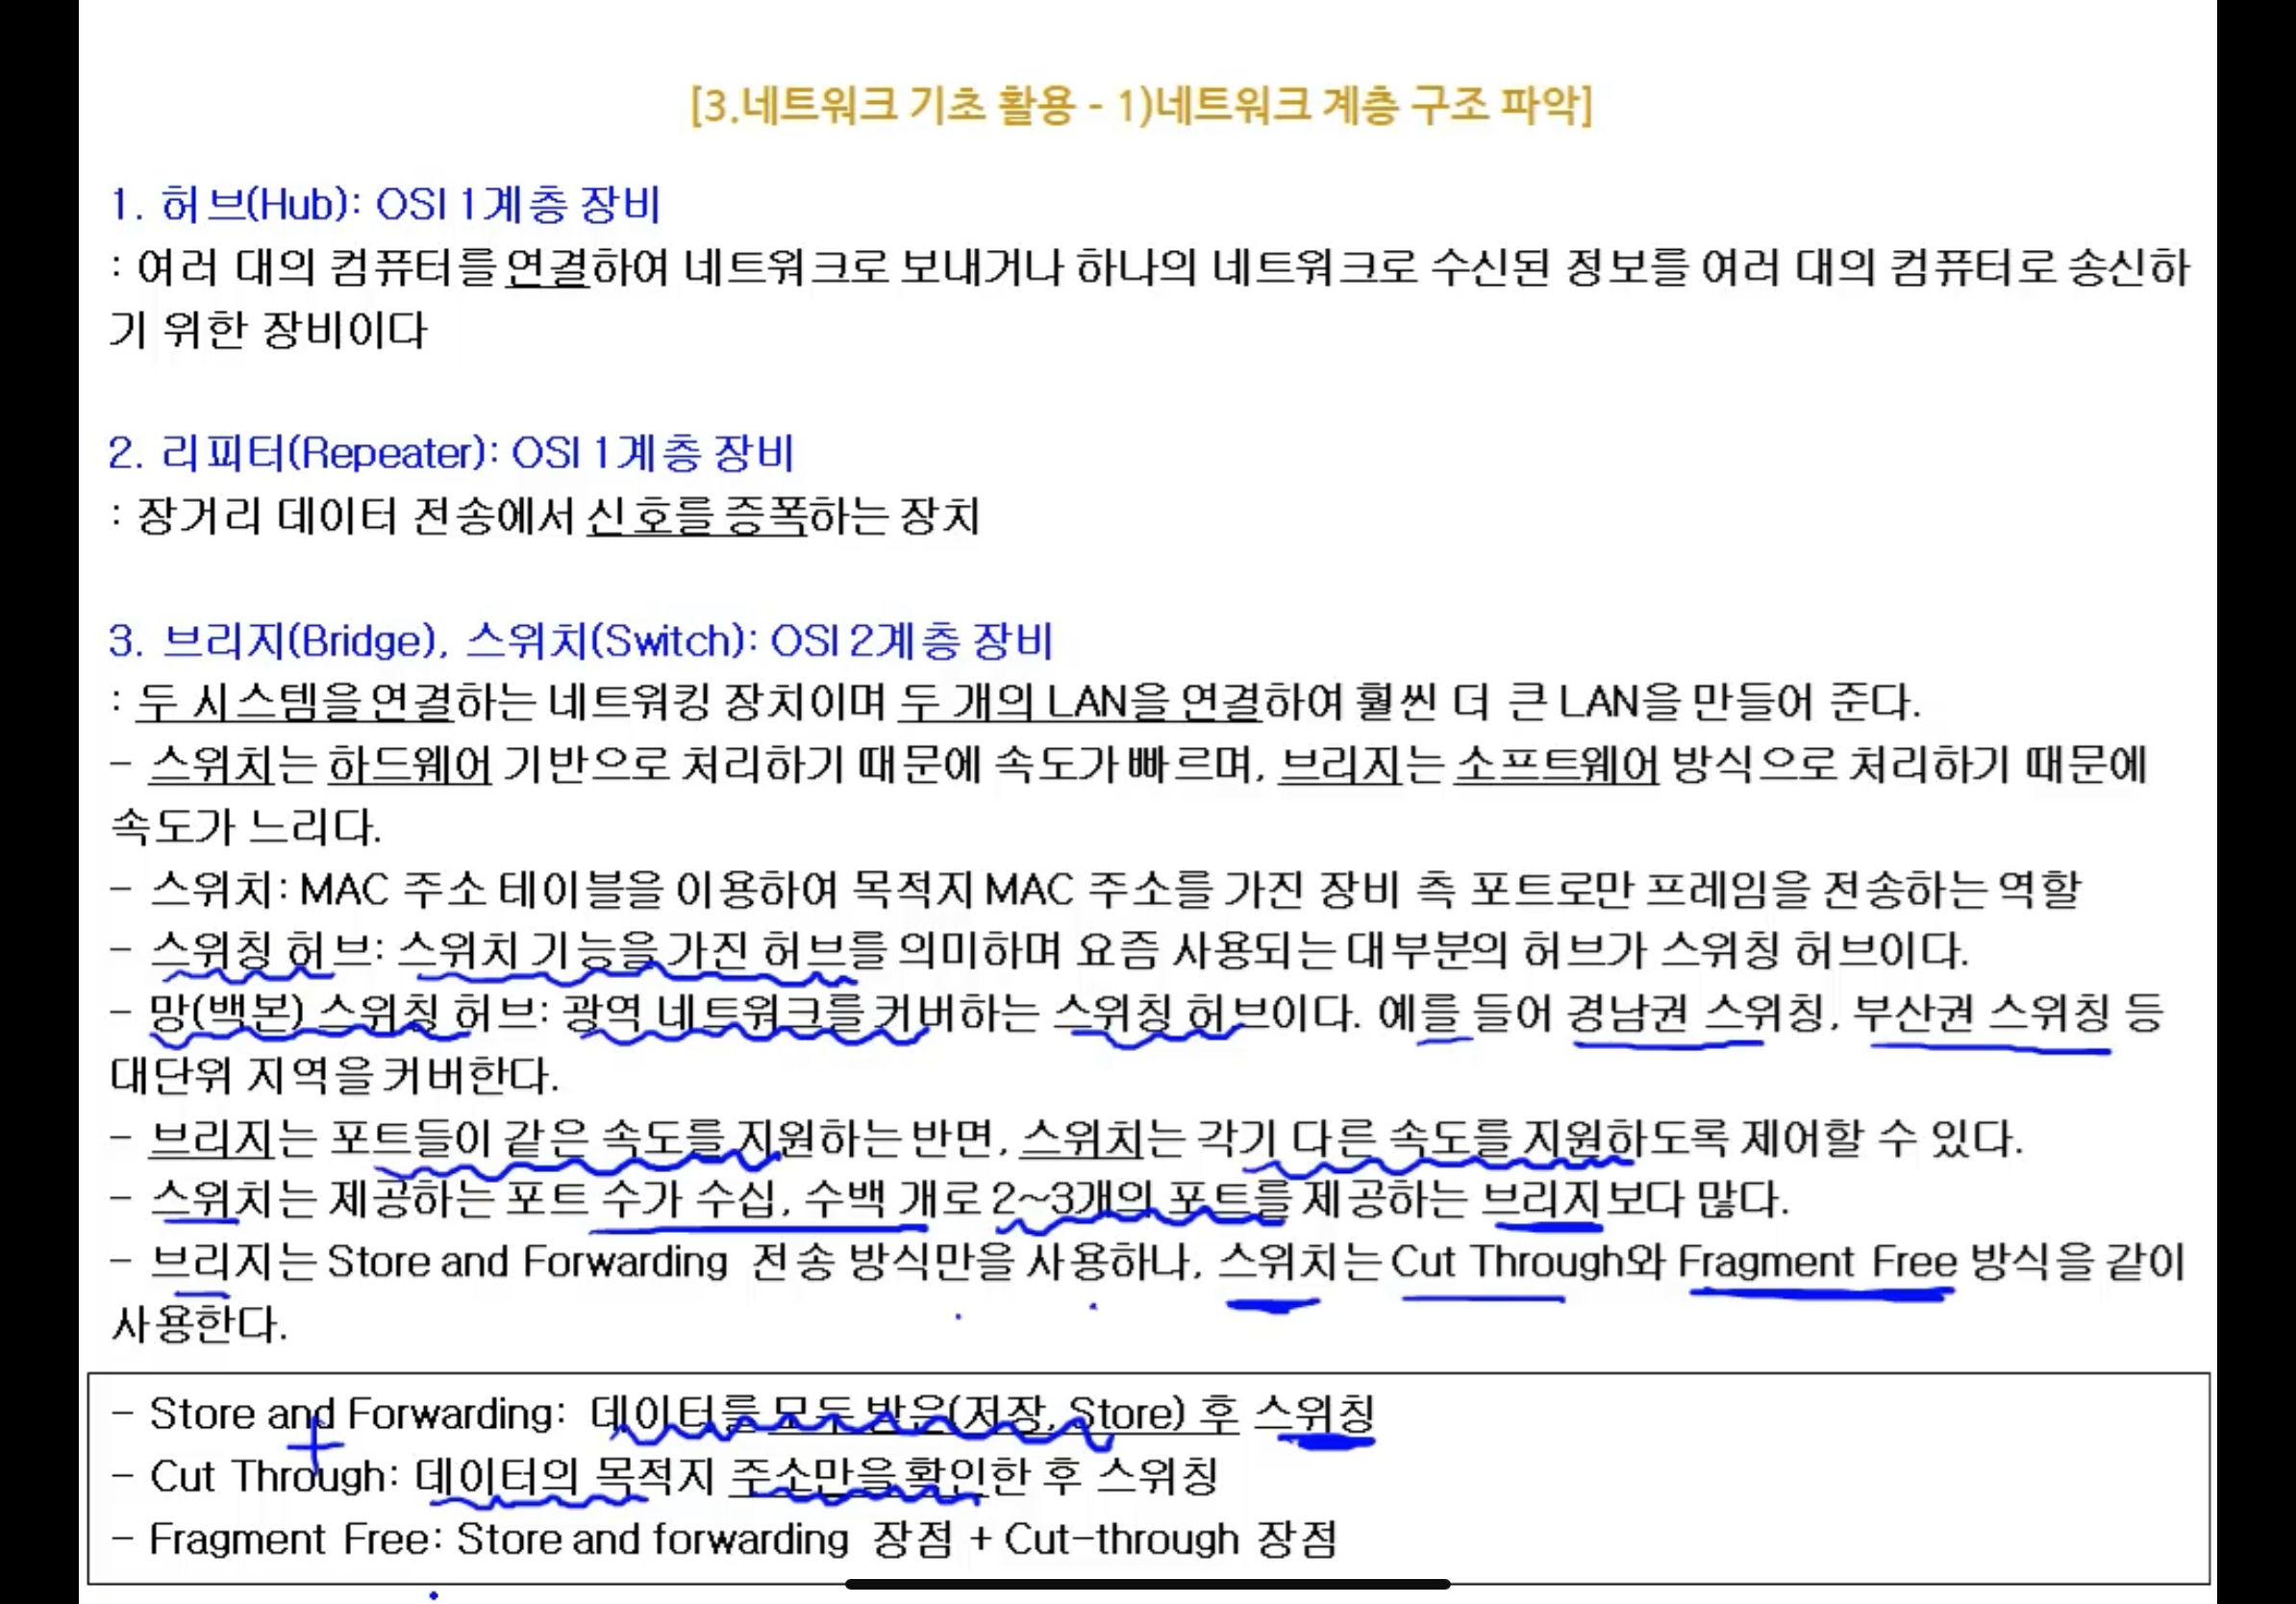 [3.네트워크 기초 활용 - 1)네트워크 계층 구조 파악]
1. 허브(Hub): OSI 1계층 장비
: 여러 대의 컴퓨터를 연결하여 네트워크로 보내거나 하나의 네트워크로 수신된 정보를 여러 대의 컴퓨터로 송신하
기 위한 장비이다
2. 리피터(Repeater): OSI 1계층 장비
: 장거리 데이터 전송에서 신호를 증폭하는 장치
3. 브리지(Bridge), 스위치(Switch): OSI 2계층 장비
: 두 시스템을 연결하는 네트워킹 장치이며 두 개의 LAN을 연결하여 훨씬 더 큰 LAN을 만들어 준다.
- 스위치는 하드웨어 기반으로 처리하기 때문에 속도가 빠르며, 브리지는 소프트웨어 방식으로 처리하기 때문에
속도가 느리다.
- 스위치: MAC 주소 테이블을 이용하여 목적지 MAC 주소를 가진 장비 측 포트로만 프레임을 전송하는 역할
- 스위칭 허브: 스위치 기능을 가진 허브를 의미하며 요즘 사용되는 대부분의 허브가 스위칭 허브이다.
- 망(백본) 스위칭 허브: 광역 네트워크를 커버하는 스위칭 허브이다. 예를 들어 경남권 스위칭, 부산권 스위칭 등
대단위 지역을 커버한다.
- 브리지는 포트들이 같은 속도를 지원하는 반면, 스위치는 각기 다른 속도를 지원하도록 제어할 수 있다.
- 스위치는 제공하는 포트 수가 수십, 수백 개로 2~3개의 포트를 제공하는 브리지보다 많다.
- 브리지는 Store and Forwarding 전송 방식만을 사용하나, 스위치는 Cut Through와 Fragment Free 방식을 같이
사용한다.
- Store and Forwarding: 데이터를 모두 받은(저장, Store) 후 스위칭
- Cut Through: 데이터의 목적지 주소만을 확인한 후 스위칭
- Fragment Free: Store and forwarding 장점 + Cut-through 장점